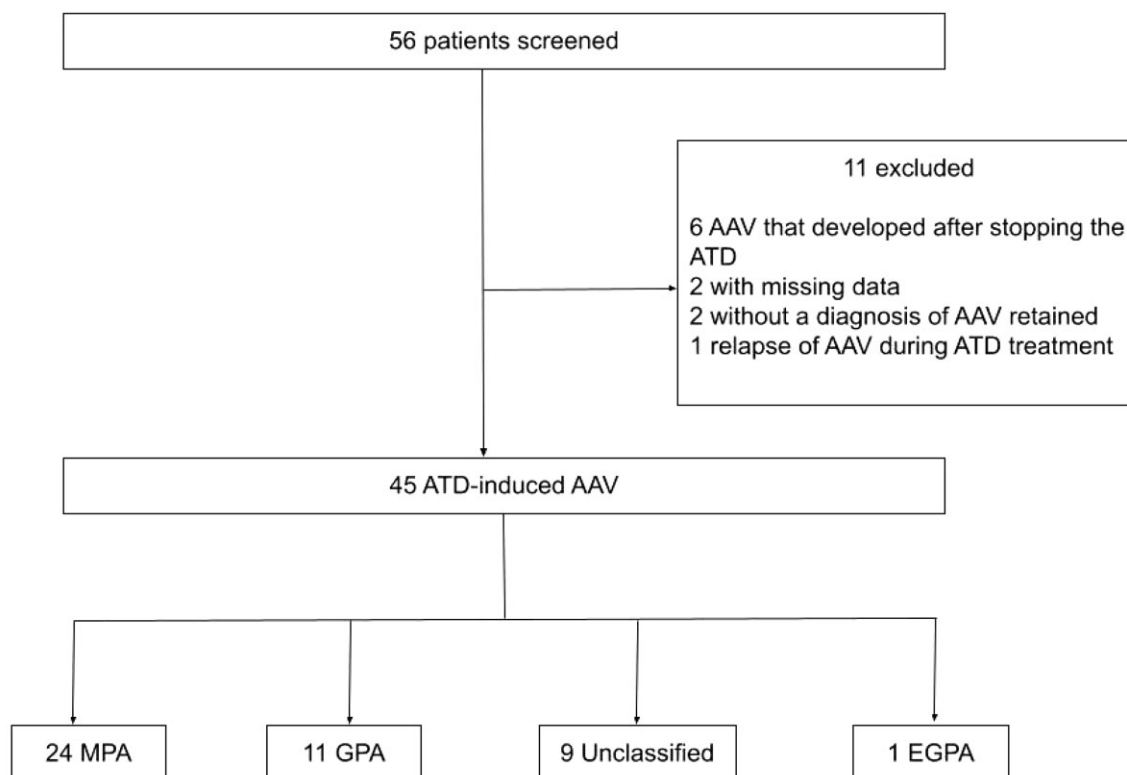 56 patients screened
11 excluded
6 AAV that developed after stopping the
ATD
2 with missing data
2 without a diagnosis of AAV retained
1 relapse of AAV during ATD treatment
45 ATD-induced AAV
24 MPA
11 GPA
9 Unclassified
1 EGPA